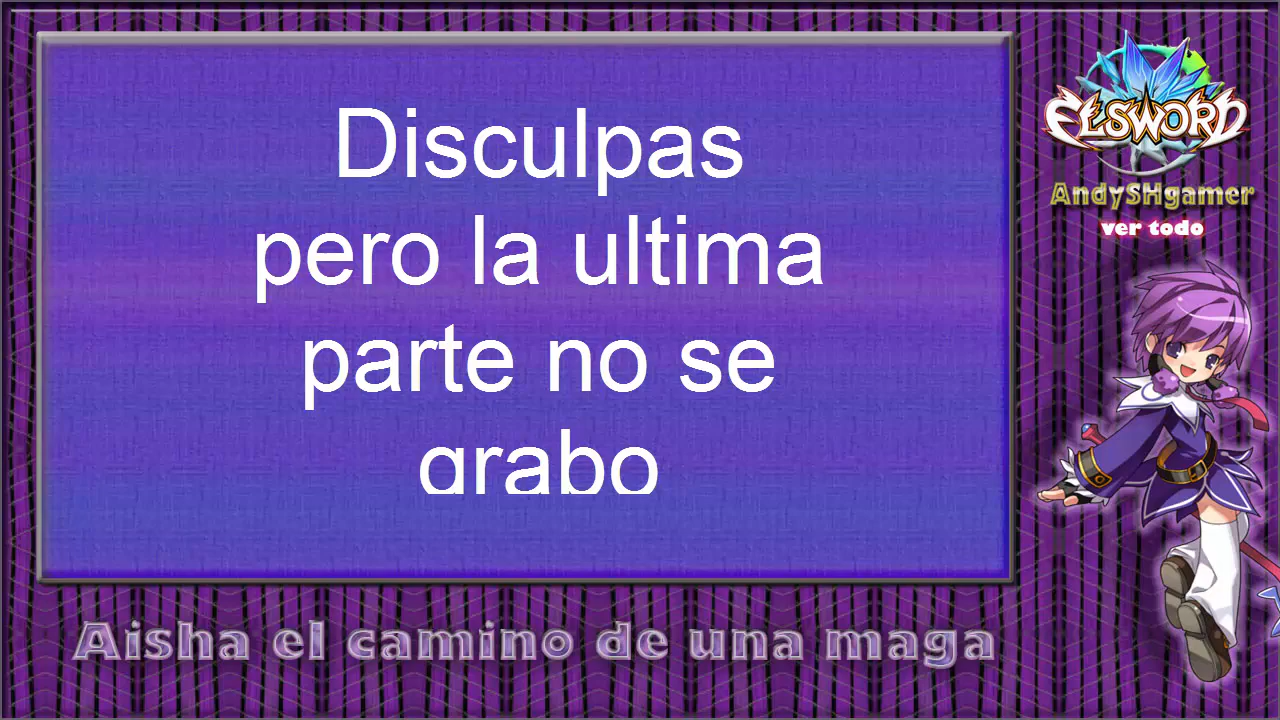 Disculpas
pero la ultima
parte no se
grabo
ELSWORD
AndySHgamer
ver todo
Aisha el camino de una maga